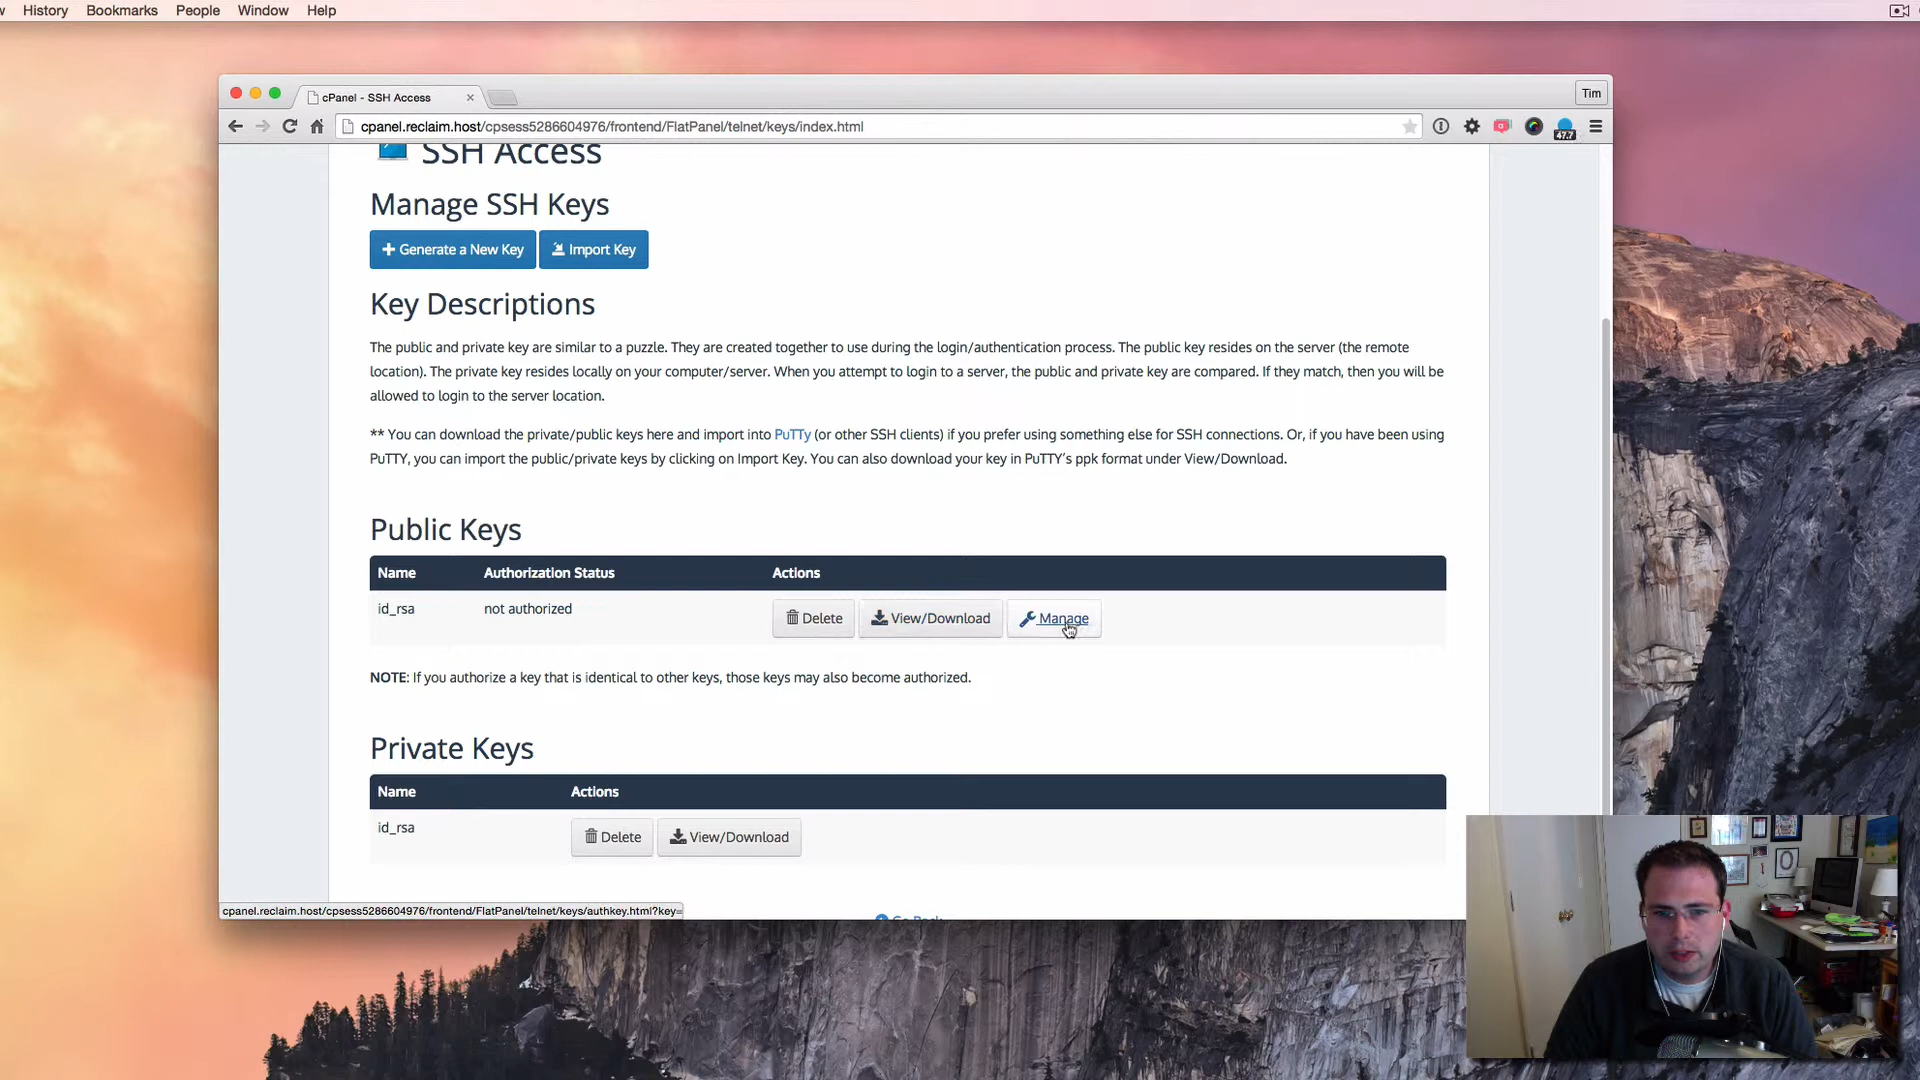 History Bookmarks People Window Help
cPanel - SSH Access
Tim
cpanel.reclaim.host/cpsess5286604976/frontend/FlatPanel/telnet/keys/index.html
47.7
SSH Access
Manage SSH Keys
Generate a New Key Import Key
Key Descriptions
The public and private key are similar to a puzzle. They are created together to use during the login/authentication process. The public key resides on the server (the remote
location). The private key resides locally on your computer/server. When you attempt to login to a server, the public and private key are compared. If they match, then you will be
allowed to login to the server location.
** You can download the private/public keys here and import into PuTTy (or other SSH clients) if you prefer using something else for SSH connections. Or, if you have been using
PuTTY, you can import the public/private keys by clicking on Import Key. You can also download your key in PuTTY's ppk format under View/Download.
Public Keys
Name Authorization Status Actions
id_rsa not authorized Delete View/Download Manage
NOTE: If you authorize a key that is identical to other keys, those keys may also become authorized.
Private Keys
Name Actions
id_rsa Delete View/Download
Go Back
cpanel.reclaim.host/cpsess5286604976/frontend/FlatPanel/telnet/keys/authkey.html?key=